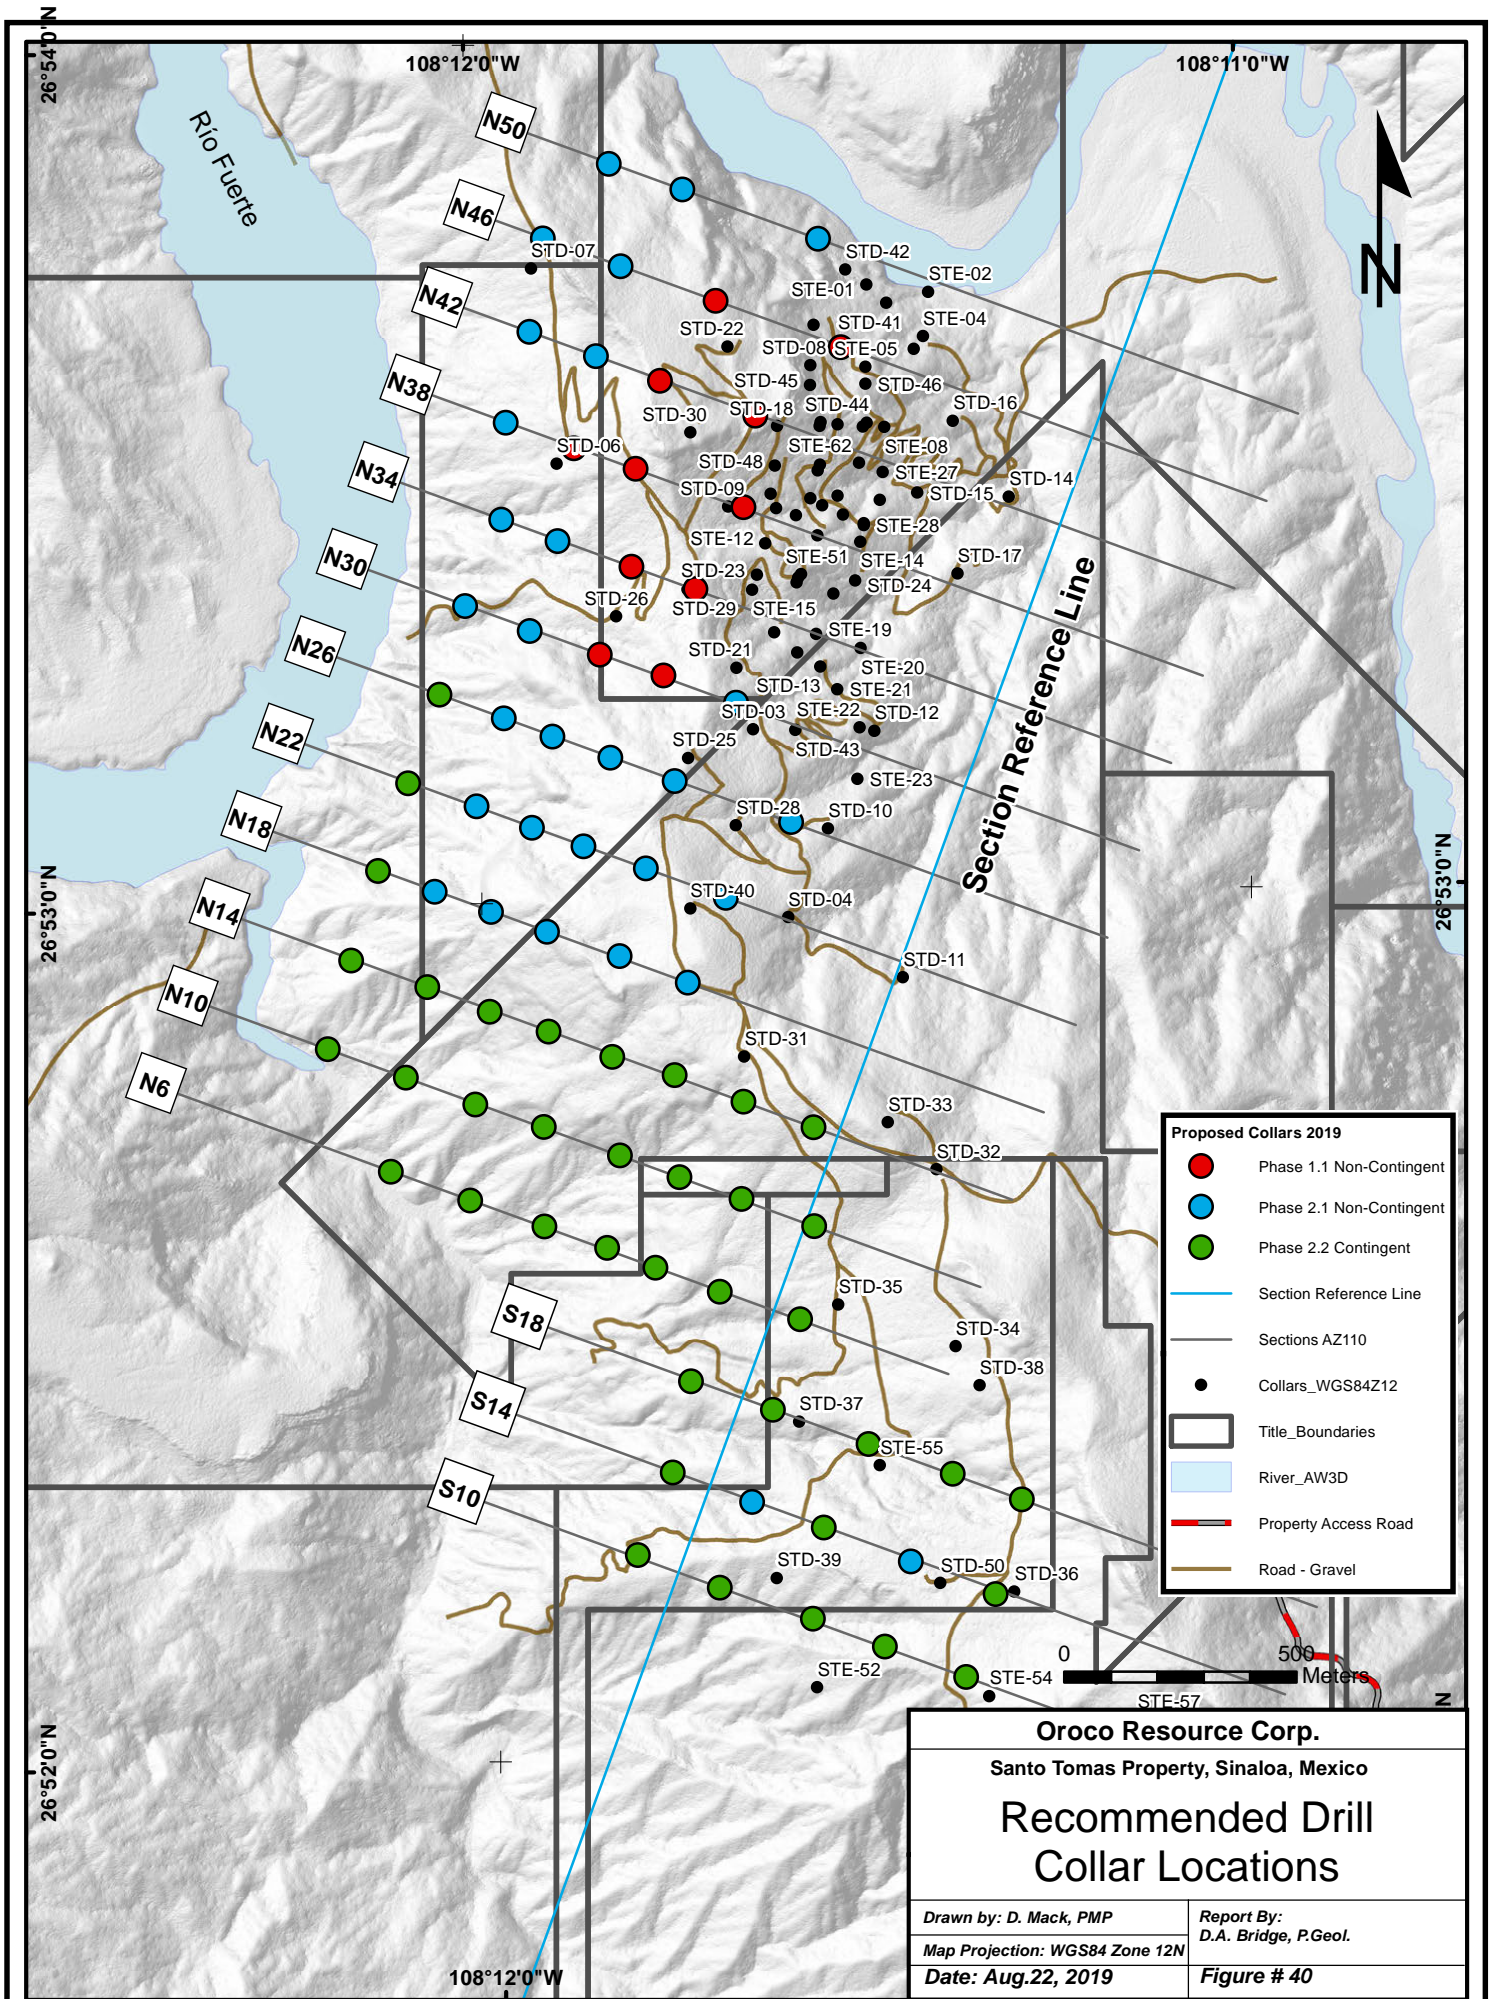 26°54'0"N
108°12'0"W
108°11'0"W
Río Fuerte
N50
N46
N42
N38
N34
N30
N26
N22
N18
N14
N10
N6
S18
S14
S10
STD-07
STD-42
STE-02
STE-01
STD-41
STE-04
STD-22
STD-08
STE-05
STD-45
STD-46
STD-30
STD-18
STD-44
STD-16
STD-06
STE-62
STE-08
STD-48
STE-27
STD-14
STD-09
STD-15
STE-28
STE-12
STE-51
STE-14
STD-17
STD-23
STD-24
STD-26
STD-29
STE-15
STE-19
STD-21
STE-20
STD-13
STE-21
STD-03
STE-22
STD-12
STD-25
STD-43
STE-23
STD-28
STD-10
Section Reference Line
26°53'0"N
26°53'0"N
STD-40
STD-04
STD-11
STD-31
STD-33
STD-32
STD-35
STD-34
STD-38
STD-37
STE-55
STD-39
STD-50
STD-36
STE-52
STE-54
STE-57
N
Proposed Collars 2019
Phase 1.1 Non-Contingent
Phase 2.1 Non-Contingent
Phase 2.2 Contingent
Section Reference Line
Sections AZ110
Collars_WGS84Z12
Title_Boundaries
River_AW3D
Property Access Road
Road - Gravel
0
500
Meters
N
26°52'0"N
108°12'0"W
Oroco Resource Corp.
Santo Tomas Property, Sinaloa, Mexico
Recommended Drill
Collar Locations
Drawn by: D. Mack, PMP
Report By:
D.A. Bridge, P.Geol.
Map Projection: WGS84 Zone 12N
Date: Aug.22, 2019
Figure # 40